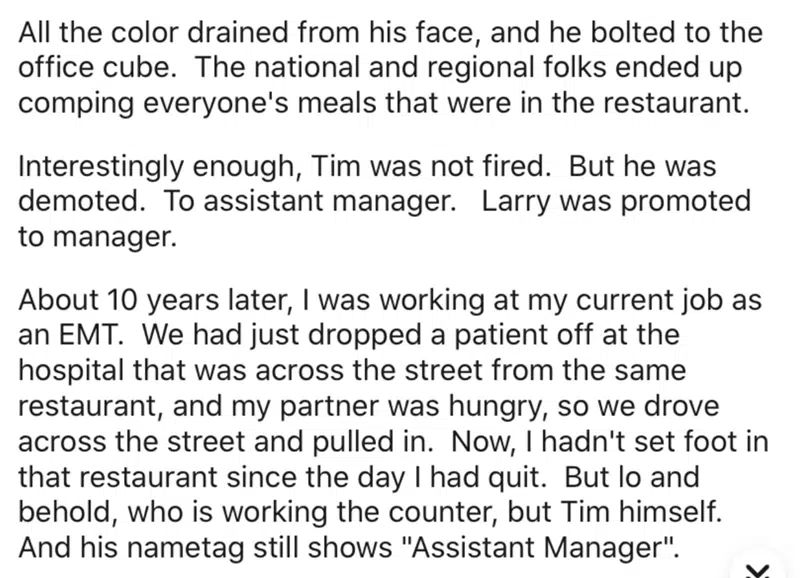 All the color drained from his face, and he bolted to the
office cube.  The national and regional folks ended up
comping everyone's meals that were in the restaurant.
Interestingly enough, Tim was not fired.  But he was
demoted.  To assistant manager.   Larry was promoted
to manager.
About 10 years later, I was working at my current job as
an EMT.  We had just dropped a patient off at the
hospital that was across the street from the same
restaurant, and my partner was hungry, so we drove
across the street and pulled in.  Now, I hadn't set foot in
that restaurant since the day I had quit.  But lo and
behold, who is working the counter, but Tim himself.
And his nametag still shows "Assistant Manager".